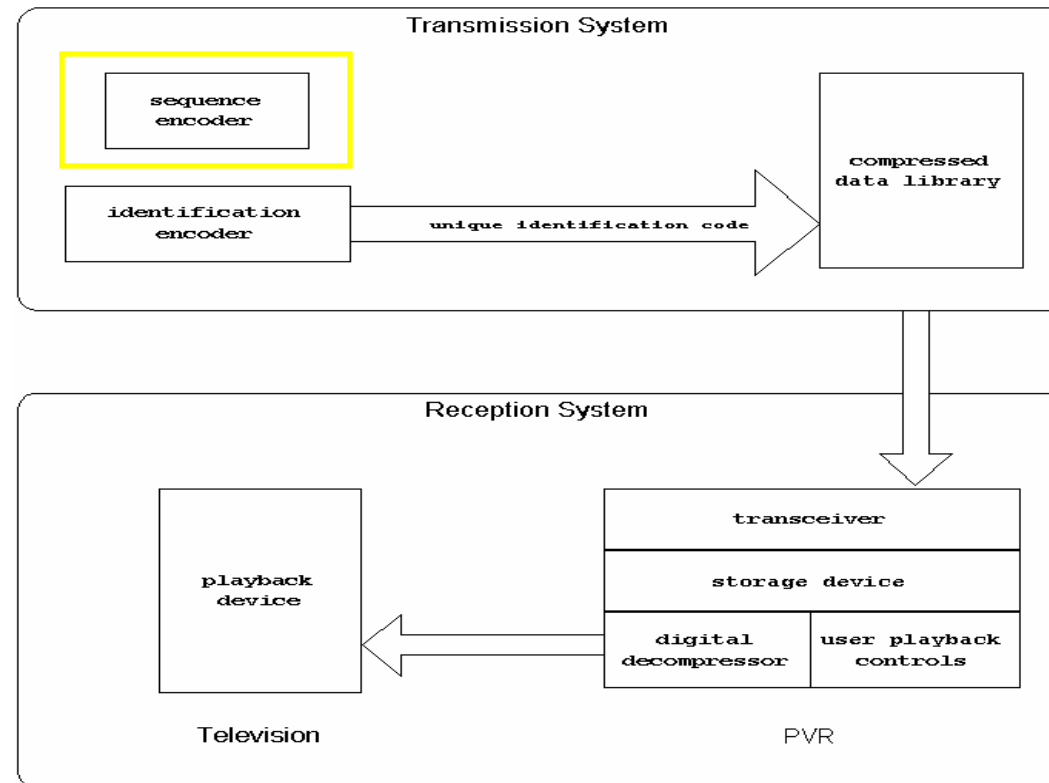 Transmission System
sequence
encoder
compressed
data library
identification
encoder
unique identification code
Reception System
transceiver
playback
device
storage device
digital
decompressor
user playback
controls
Television
PVR